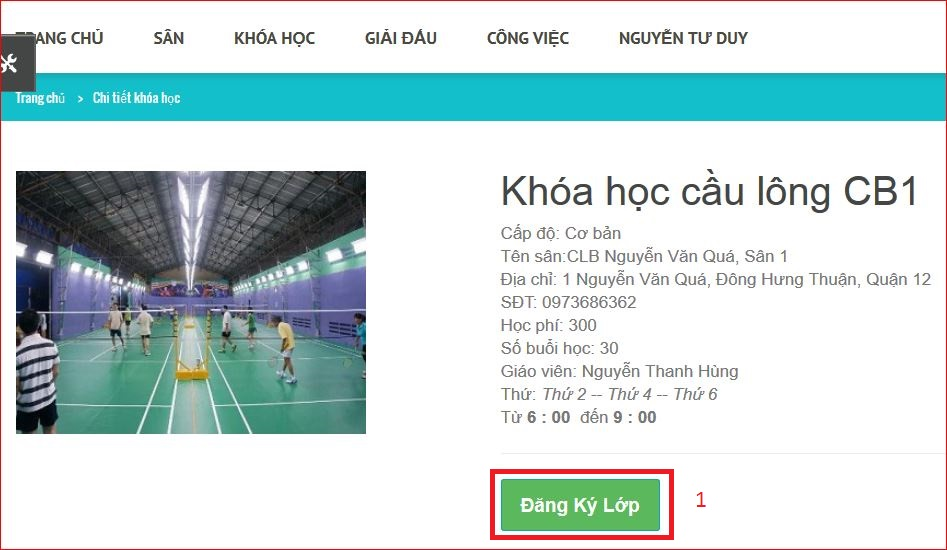 TRANG CHỦ SÂN KHÓA HỌC GIẢI ĐẤU CÔNG VIỆC NGUYỄN TƯ DUY
Trang chủ > Chi tiết khóa học
Khóa học cầu lông CB1
Cấp độ: Cơ bản
Tên sân:CLB Nguyễn Văn Quá, Sân 1
Địa chỉ: 1 Nguyễn Văn Quá, Đông Hưng Thuận, Quận 12
SĐT: 0973686362
Học phí: 300
Số buổi học: 30
Giáo viên: Nguyễn Thanh Hùng
Thứ: Thứ 2 -- Thứ 4 -- Thứ 6
Từ 6 : 00 đến 9 : 00
Đăng Ký Lớp 1